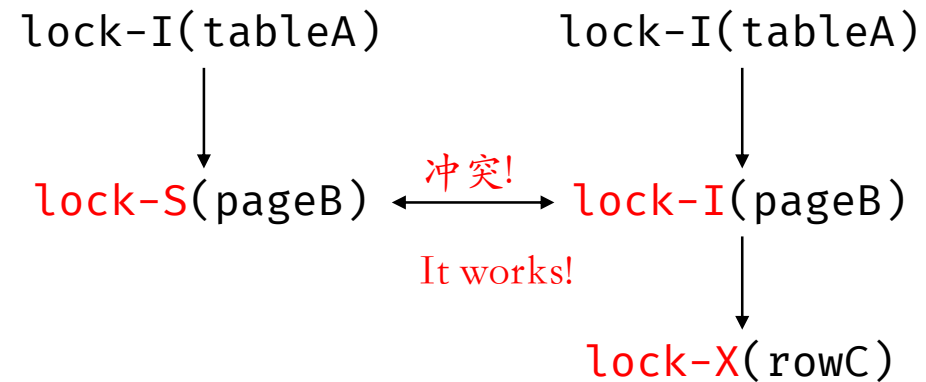 lock-I(tableA) lock-I(tableA)
冲突!
lock-S(pageB) lock-I(pageB)
It works!
lock-X(rowC)